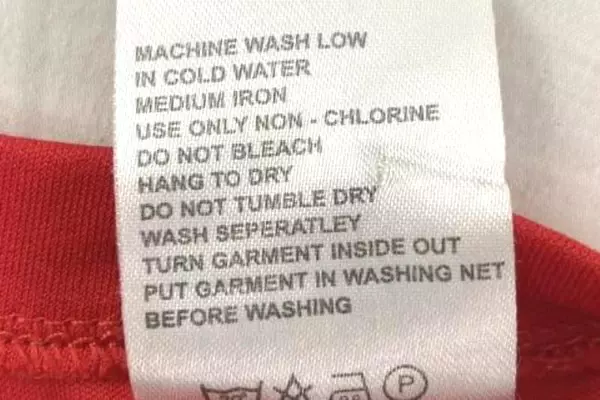 MACHINE WASH LOW
IN COLD WATER
MEDIUM IRON
USE ONLY NON - CHLORINE
DO NOT BLEACH
HANG TO DRY
DO NOT TUMBLE DRY
WASH SEPERATLEY
TURN GARMENT INSIDE OUT
PUT GARMENT IN WASHING NET
BEFORE WASHING
P